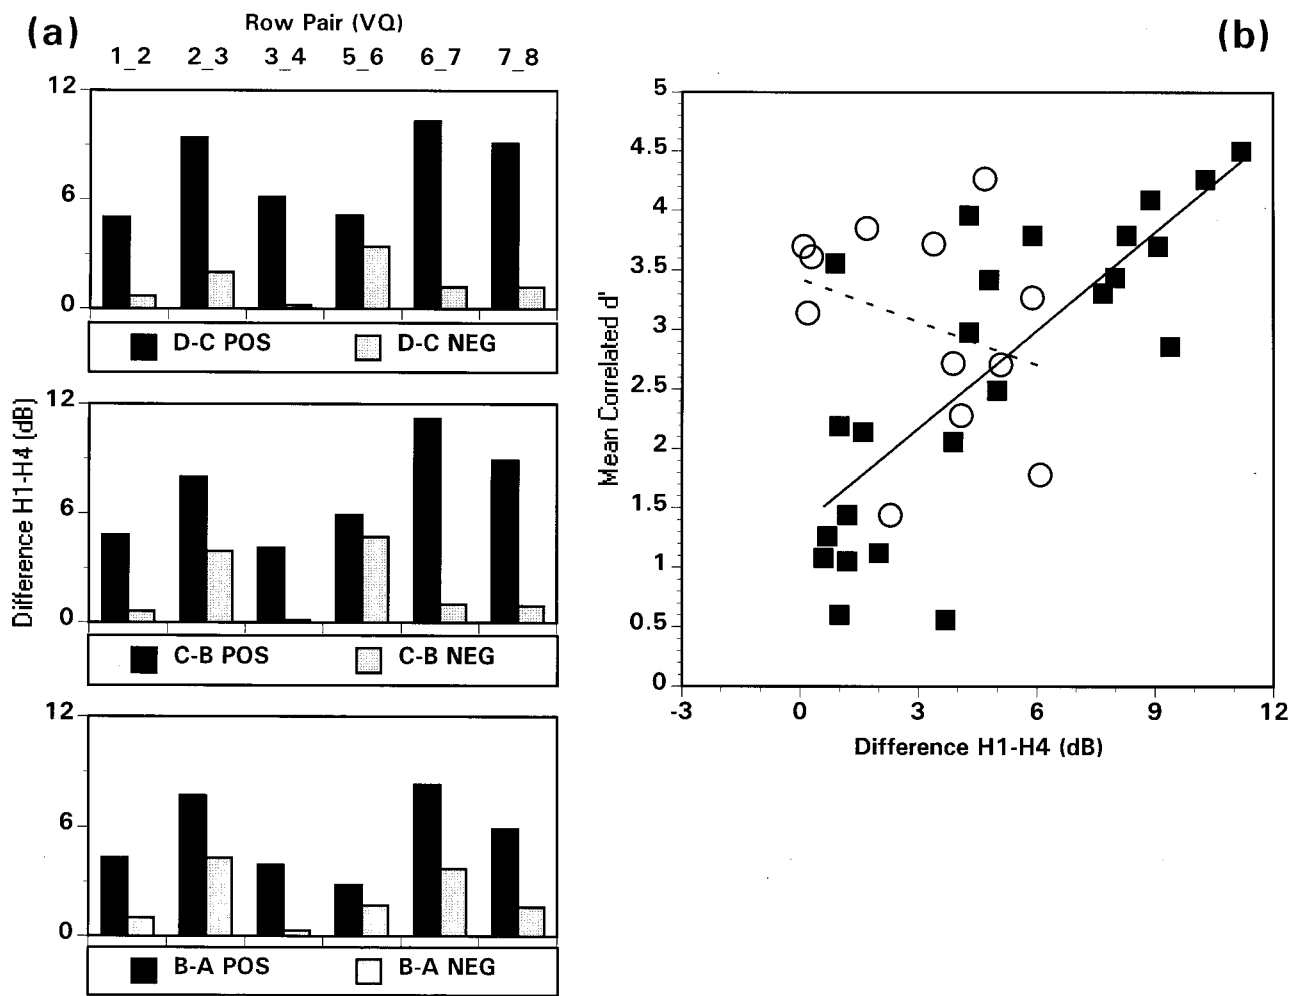 (a)
Row Pair (VQ)
1_2 2_3 3_4 5_6 6_7 7_8
12
6
0
D-C POS D-C NEG
12
6
0
C-B POS C-B NEG
12
6
0
B-A POS B-A NEG
Difference H1-H4 (dB)
(b)
5
4.5
4
3.5
3
2.5
2
1.5
1
0.5
0
-3 0 3 6 9 12
Mean Correlated d'
Difference H1-H4 (dB)